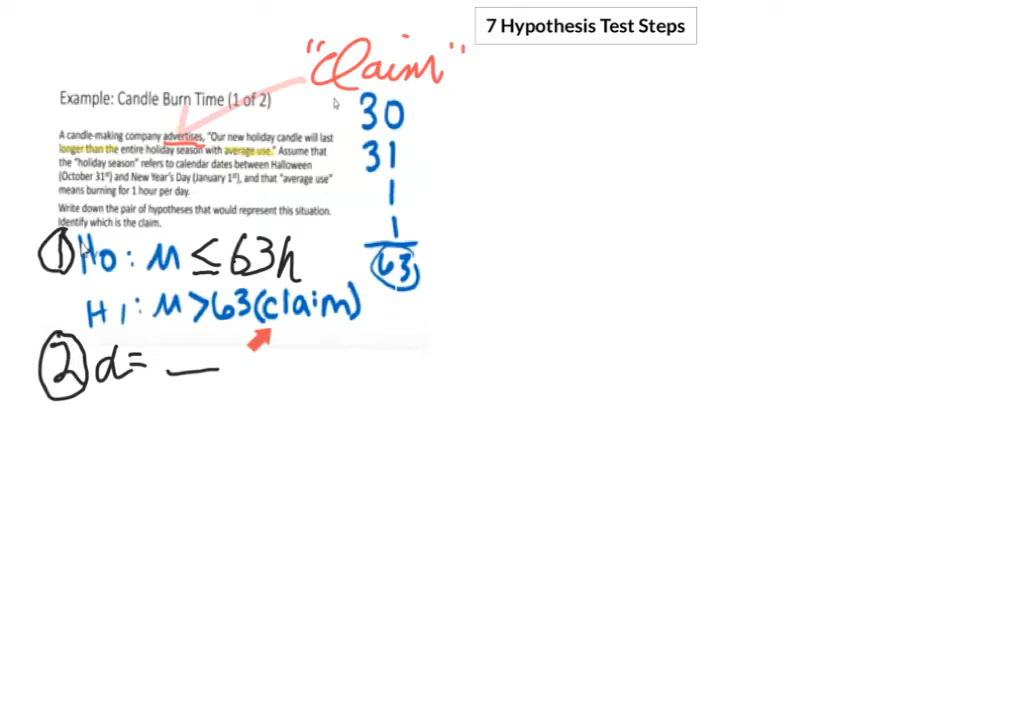 7 Hypothesis Test Steps
"Claim"
Example: Candle Burn Time (1 of 2)
A candle-making company advertises, "Our new holiday candle will last
longer than the entire holiday season with average use." Assume that
the "holiday season" refers to calendar dates between Halloween
(October 31st) and New Year's Day (January 1st), and that "average use"
means burning for 1 hour per day.
Write down the pair of hypotheses that would represent this situation.
Identify which is the claim.
30
31
1
1
63
① H0 : μ ≤ 63h
H1 : μ > 63 (claim)
② α = __